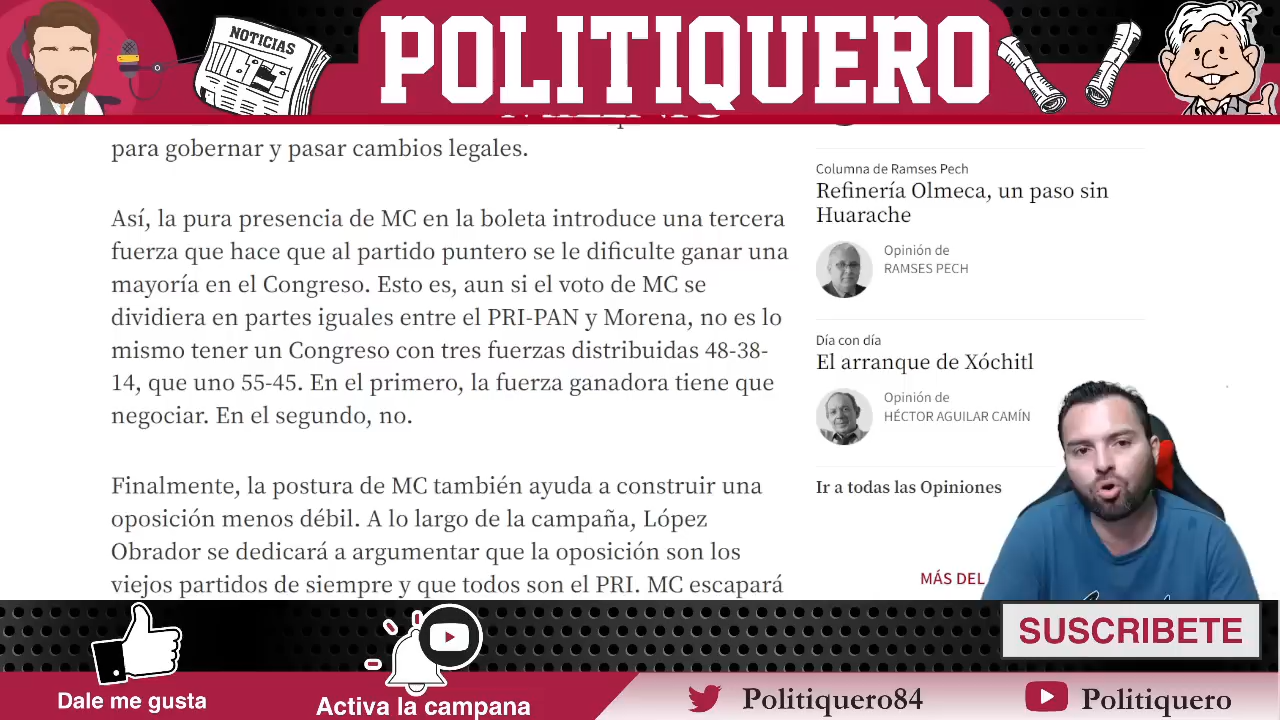 NOTICIAS
POLITIQUERO
para gobernar y pasar cambios legales.
Así, la pura presencia de MC en la boleta introduce una tercera
fuerza que hace que al partido puntero se le dificulte ganar una
mayoría en el Congreso. Esto es, aun si el voto de MC se
dividiera en partes iguales entre el PRI-PAN y Morena, no es lo
mismo tener un Congreso con tres fuerzas distribuidas 48-38-
14, que uno 55-45. En el primero, la fuerza ganadora tiene que
negociar. En el segundo, no.
Finalmente, la postura de MC también ayuda a construir una
oposición menos débil. A lo largo de la campaña, López
Obrador se dedicará a argumentar que la oposición son los
viejos partidos de siempre y que todos son el PRI. MC escapará
Columna de Ramses Pech
Refinería Olmeca, un paso sin
Huarache
Opinión de
RAMSES PECH
Día con día
El arranque de Xóchitl
Opinión de
HÉCTOR AGUILAR CAMÍN
Ir a todas las Opiniones
MÁS DEL
SUSCRIBETE
Dale me gusta
Activa la campana
Politiquero84
Politiquero